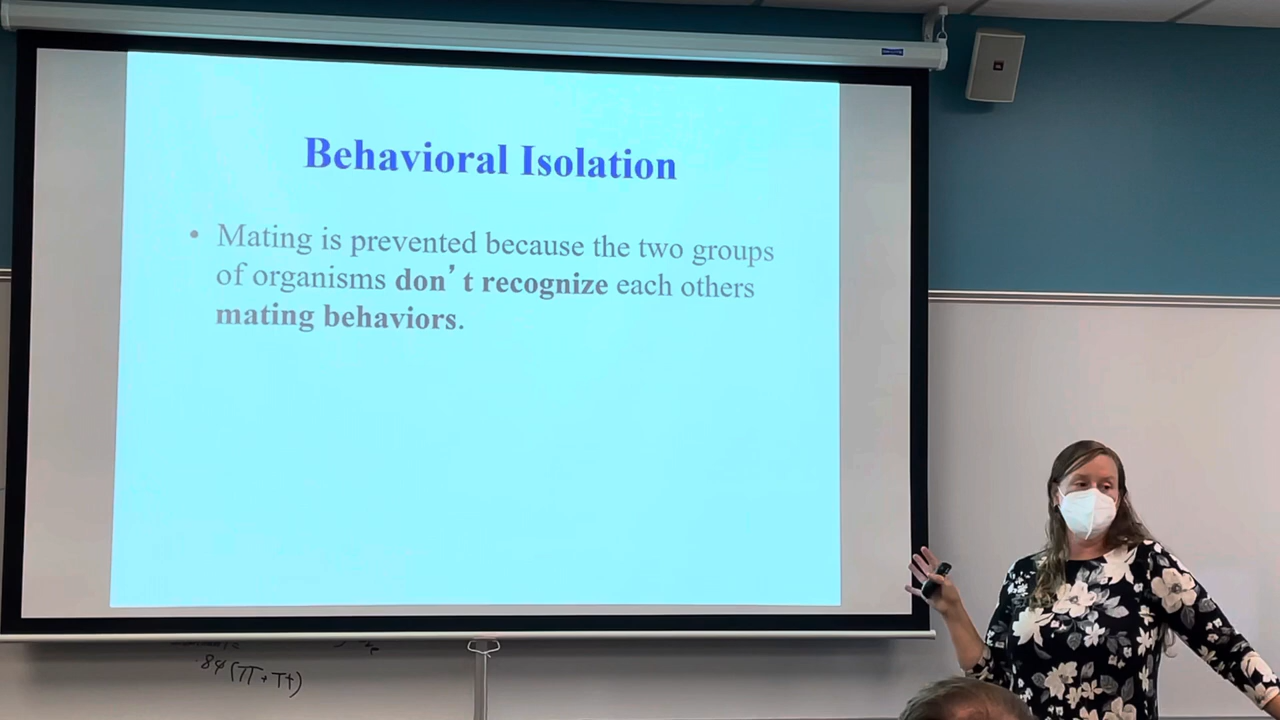 Behavioral Isolation
• Mating is prevented because the two groups
of organisms don’t recognize each others
mating behaviors.
.84 (TT + Tt)